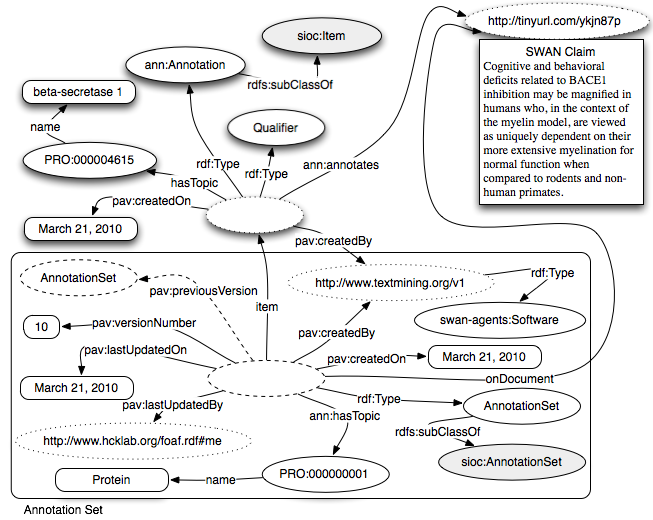 sioc:Item
http://tinyurl.com/ykjn87p
ann:Annotation
rdfs:subClassOf
SWAN Claim
Cognitive and behavioral
deficits related to BACE1
inhibition may be magnified in
humans who, in the context of
the myelin model, are viewed
as uniquely dependent on their
more extensive myelination for
normal function when
compared to rodents and non-
human primates.
beta-secretase 1
name
Qualifier
PRO:000004615
rdf:Type
rdf:Type
ann:annotates
hasTopic
pav:createdOn
March 21, 2010
pav:createdBy
AnnotationSet
pav:previousVersion
http://www.textmining.org/v1
rdf:Type
item
10
pav:versionNumber
pav:createdBy
swan-agents:Software
pav:lastUpdatedOn
pav:createdOn
March 21, 2010
March 21, 2010
onDocument
pav:lastUpdatedBy
rdf:Type
AnnotationSet
ann:hasTopic
rdfs:subClassOf
http://www.hcklab.org/foaf.rdf#me
sioc:AnnotationSet
Protein
name
PRO:000000001
Annotation Set